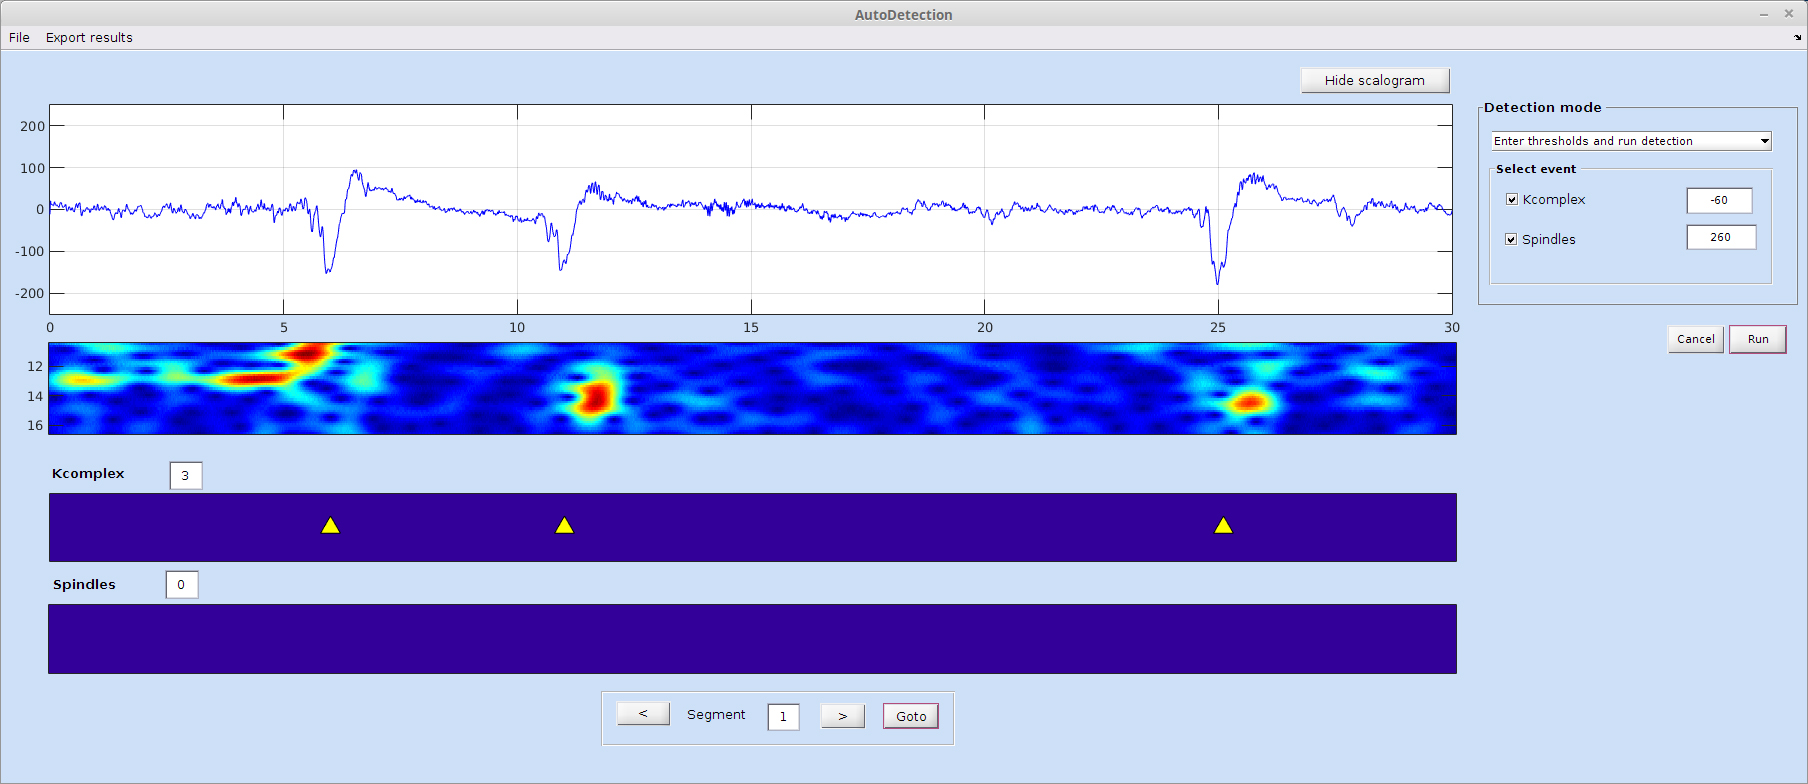 AutoDetection
File Export results
Hide scalogram
200
100
0
-100
-200
0 5 10 15 20 25 30
12
14
16
Detection mode
Enter thresholds and run detection
Select event
Kcomplex -60
Spindles 260
Cancel Run
Kcomplex 3
Spindles 0
< Segment 1 > Goto